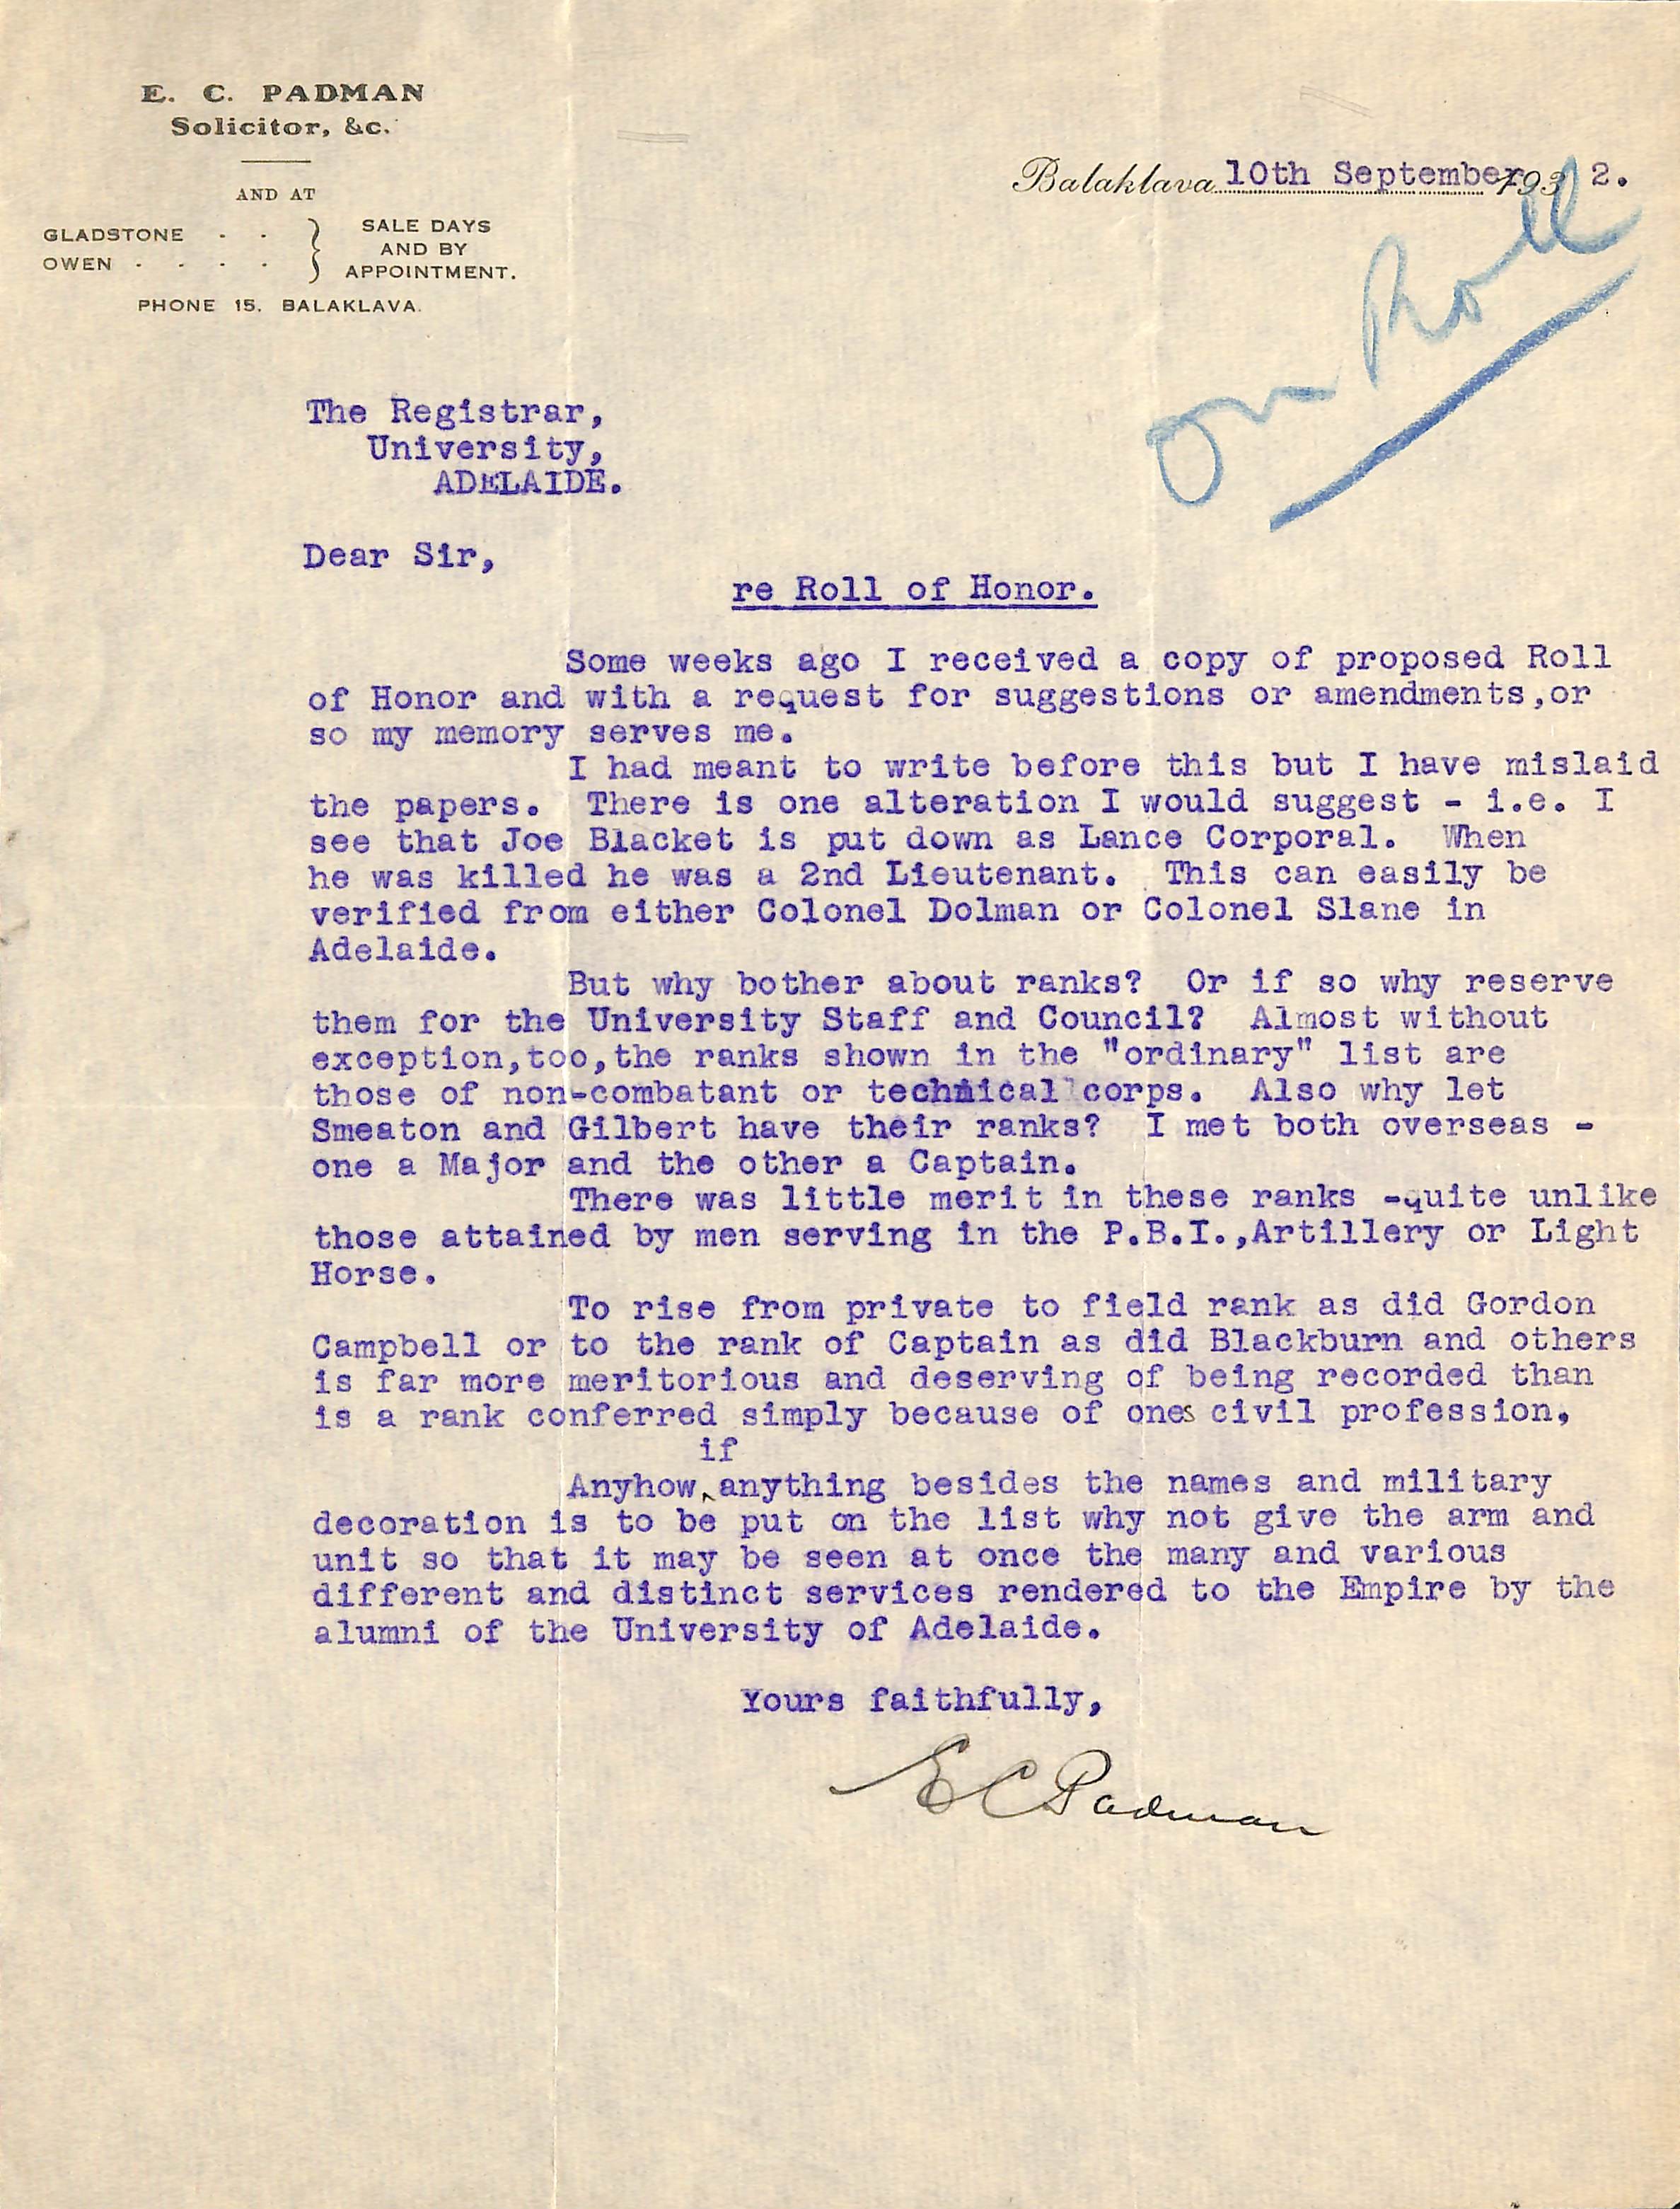 E. C. PADMAN
Solicitor, &c.
AND AT
GLADSTONE - - } SALE DAYS
AND BY
OWEN - - - - } APPOINTMENT.
PHONE 15. BALAKLAVA.
Balaklava 10th September 1932.
On Roll
The Registrar,
University,
ADELAIDE.
Dear Sir,
re Roll of Honor.
Some weeks ago I received a copy of proposed Roll
of Honor and with a request for suggestions or amendments,or
so my memory serves me.
I had meant to write before this but I have mislaid
the papers. There is one alteration I would suggest - i.e. I
see that Joe Blacket is put down as Lance Corporal. When
he was killed he was a 2nd Lieutenant. This can easily be
verified from either Colonel Dolman or Colonel Slane in
Adelaide.
But why bother about ranks? Or if so why reserve
them for the University Staff and Council? Almost without
exception,too,the ranks shown in the "ordinary" list are
those of non-combatant or technical corps. Also why let
Smeaton and Gilbert have their ranks? I met both overseas -
one a Major and the other a Captain.
There was little merit in these ranks -quite unlike
those attained by men serving in the P.B.I.,Artillery or Light
Horse.
To rise from private to field rank as did Gordon
Campbell or to the rank of Captain as did Blackburn and others
is far more meritorious and deserving of being recorded than
is a rank conferred simply because of ones civil profession,
if
Anyhow anything besides the names and military
decoration is to be put on the list why not give the arm and
unit so that it may be seen at once the many and various
different and distinct services rendered to the Empire by the
alumni of the University of Adelaide.
Yours faithfully,
E C Padman